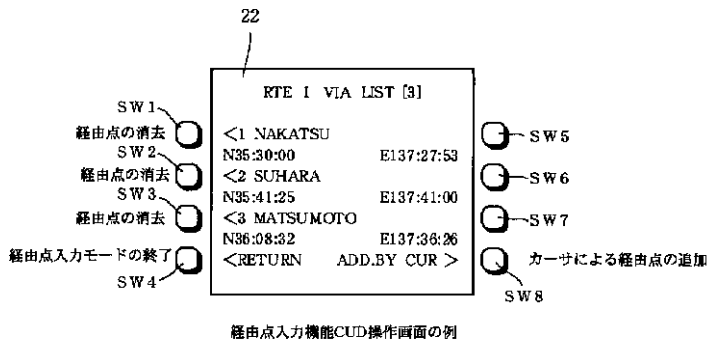 22
RTE 1 VIA LIST [3]
SW1
経由点の消去
<1 NAKATSU
SW5
SW2
N35:30:00 E137:27:53
経由点の消去
<2 SUHARA
SW6
SW3
N35:41:25 E137:41:00
経由点の消去
<3 MATSUMOTO
SW7
N36:08:32 E137:36:26
経由点入力モードの終了
<RETURN ADD.BY CUR >
カーサによる経由点の追加
SW4
SW8
経由点入力機能CUD操作画面の例